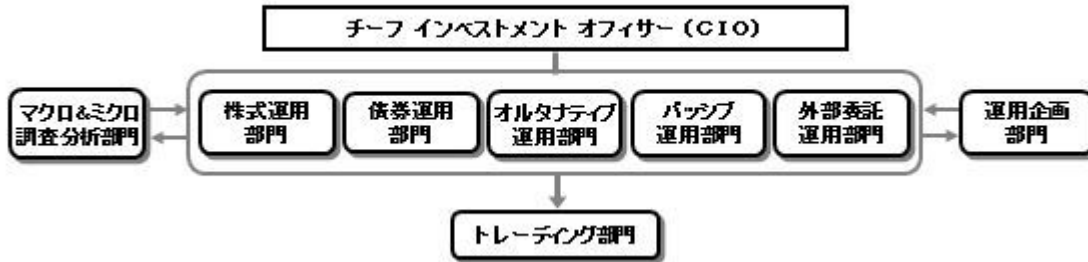 チーフ インベストメント オフィサー (CIO)
マクロ&ミクロ
調査分析部門
株式運用
部門
債券運用
部門
オルタナティブ
運用部門
パッシブ
運用部門
外部委託
運用部門
運用企画
部門
トレーディング部門